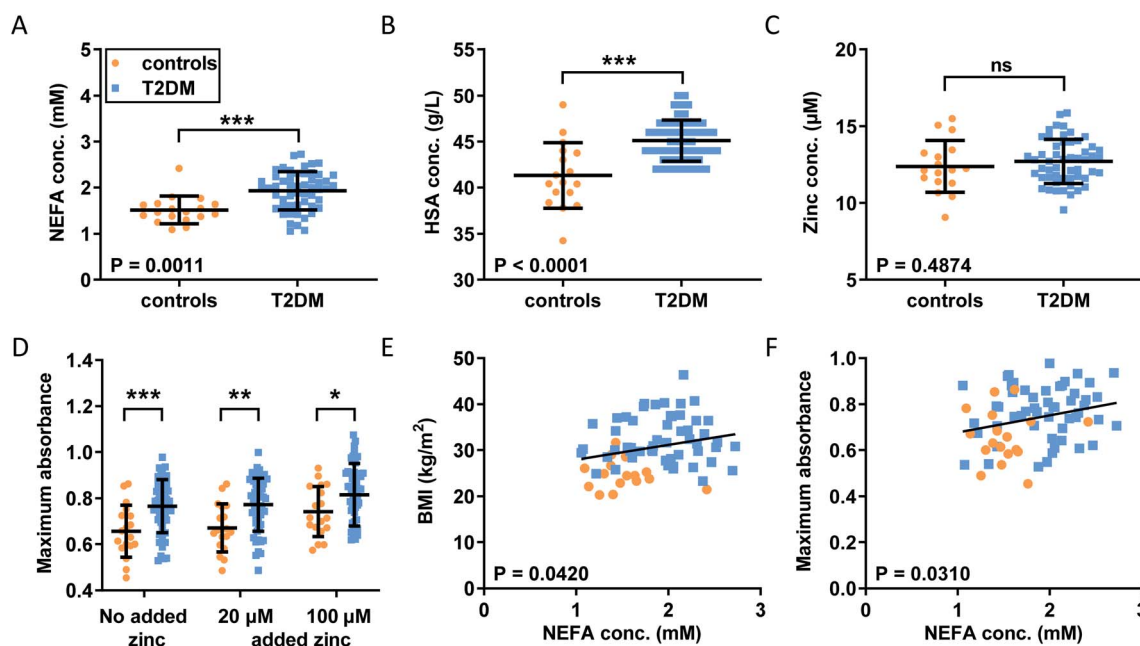 A
NEFA conc. (mM)
5
4
3
2
1
0
controls
T2DM
***
P = 0.0011
controls
T2DM
B
HSA conc. (g/L)
55
50
45
40
35
30
***
P < 0.0001
controls
T2DM
C
Zinc conc. (µM)
20
15
10
5
ns
P = 0.4874
controls
T2DM
D
Maximum absorbance
1.4
1.2
1.0
0.8
0.6
0.4
***
**
*
No added
zinc
20 µM
100 µM
added zinc
E
BMI (kg/m²)
50
40
30
20
10
0
P = 0.0420
0
1
2
3
NEFA conc. (mM)
F
Maximum absorbance
1.0
0.8
0.6
0.4
0.2
0.0
P = 0.0310
0
1
2
3
NEFA conc. (mM)